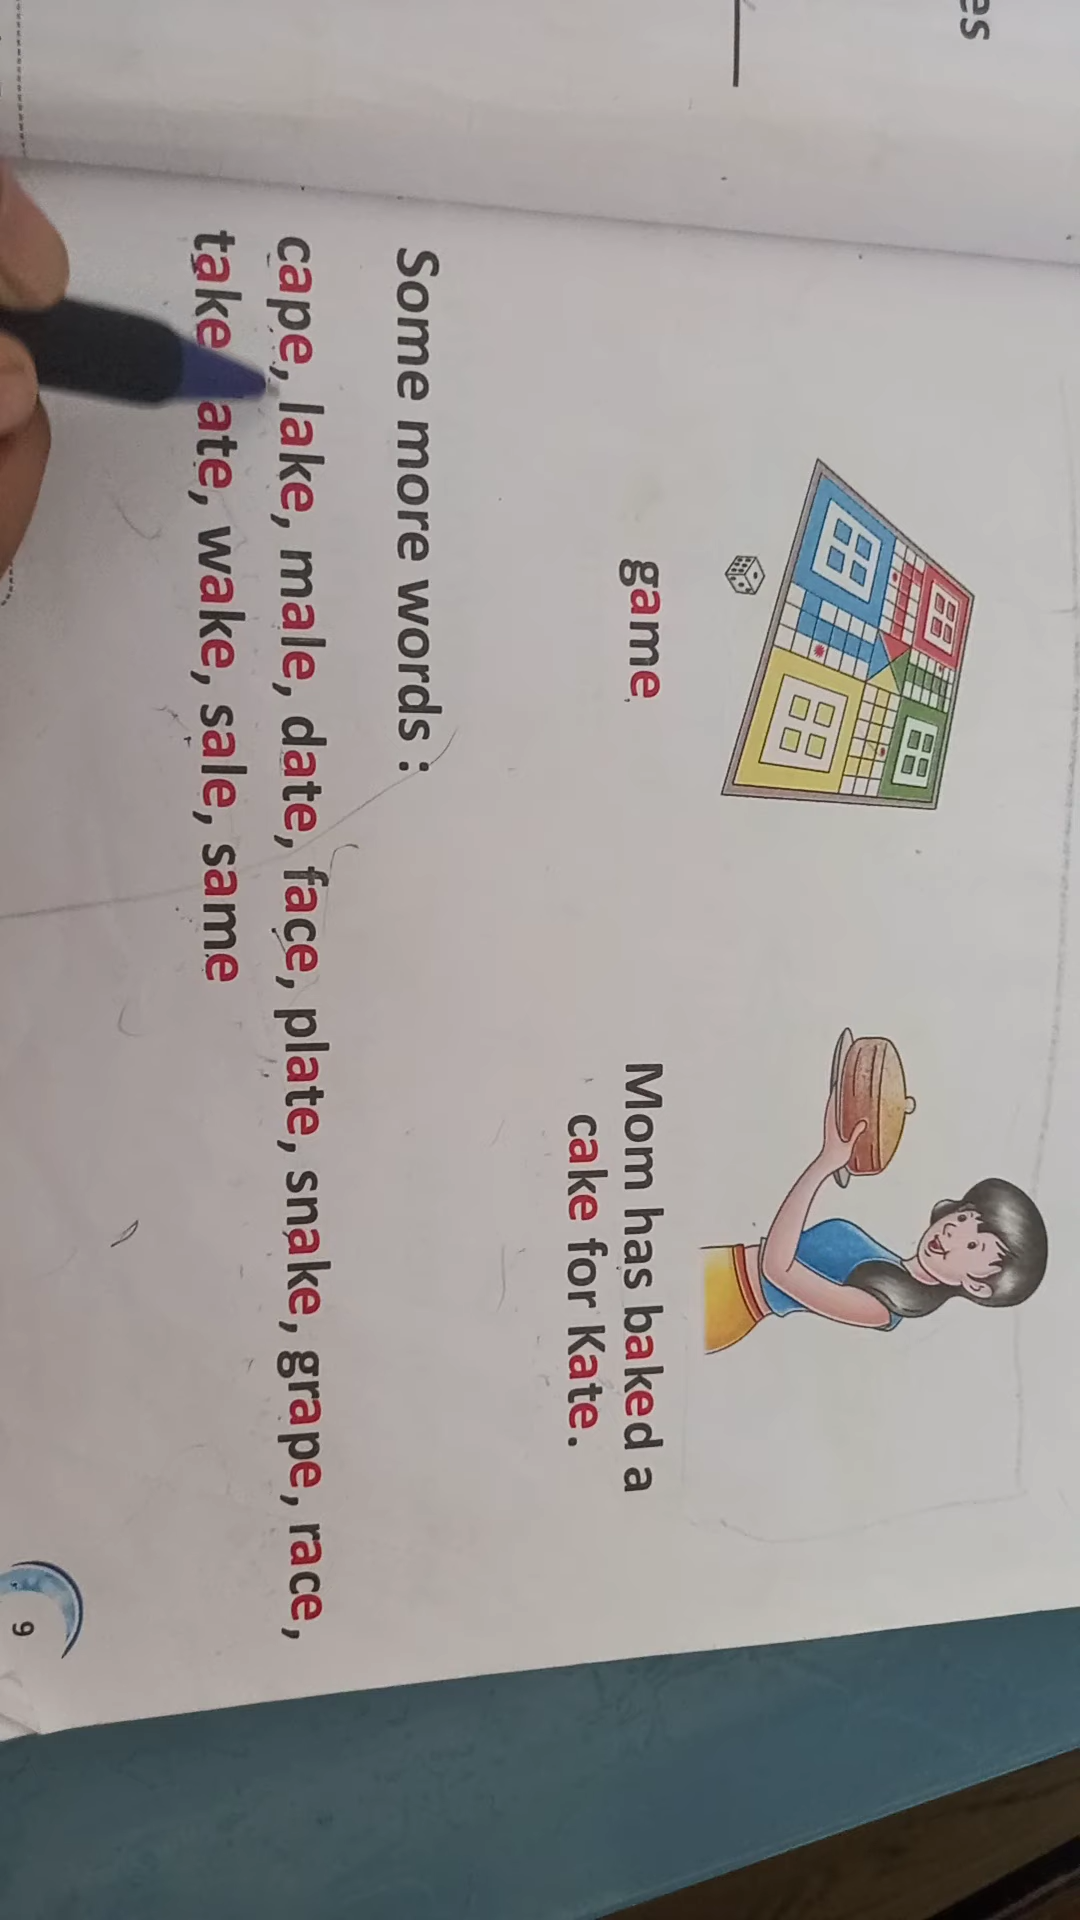 es
game
Mom has baked a
cake for Kate.
Some more words :
cape, lake, male, date, face, plate, snake, grape, race,
take wake, sale, same
9